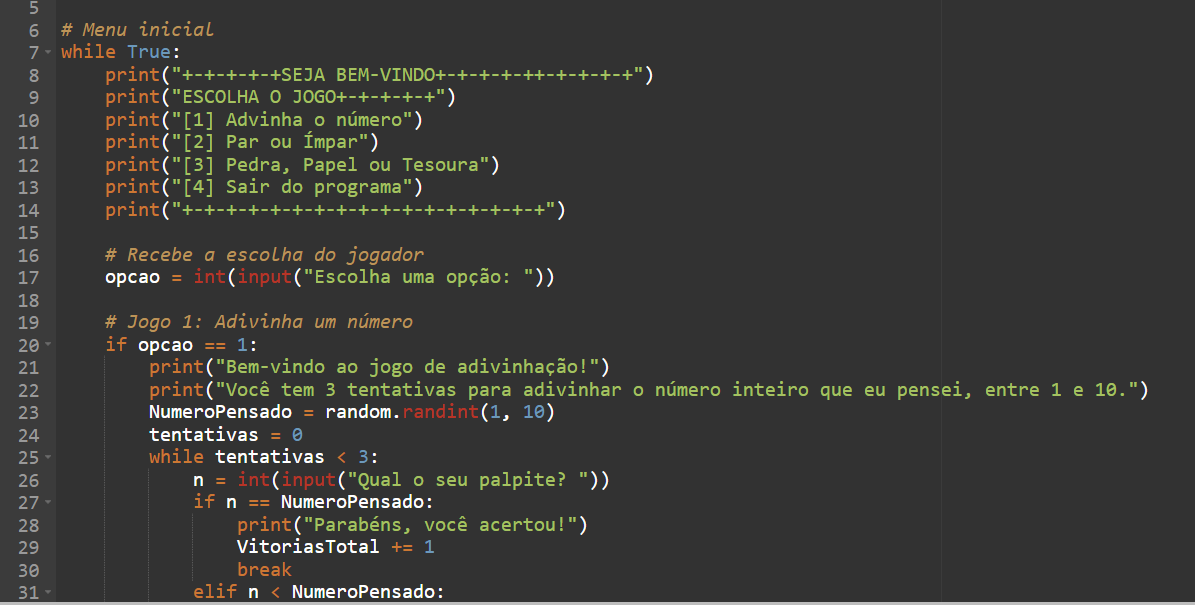 5
6 # Menu inicial
7 while True:
8     print("+-+-+-+-+SEJA BEM-VINDO+-+-+-+-++-+-+-+-+")
9     print("ESCOLHA O JOGO+-+-+-+-+")
10     print("[1] Advinha o número")
11     print("[2] Par ou Ímpar")
12     print("[3] Pedra, Papel ou Tesoura")
13     print("[4] Sair do programa")
14     print("+-+-+-+-+-+-+-+-+-+-+-+-+-+-+-+-+")
15
16     # Recebe a escolha do jogador
17     opcao = int(input("Escolha uma opção: "))
18
19     # Jogo 1: Adivinha um número
20     if opcao == 1:
21         print("Bem-vindo ao jogo de adivinhação!")
22         print("Você tem 3 tentativas para adivinhar o número inteiro que eu pensei, entre 1 e 10.")
23         NumeroPensado = random.randint(1, 10)
24         tentativas = 0
25         while tentativas < 3:
26             n = int(input("Qual o seu palpite? "))
27             if n == NumeroPensado:
28                 print("Parabéns, você acertou!")
29                 VitoriasTotal += 1
30                 break
31             elif n < NumeroPensado: